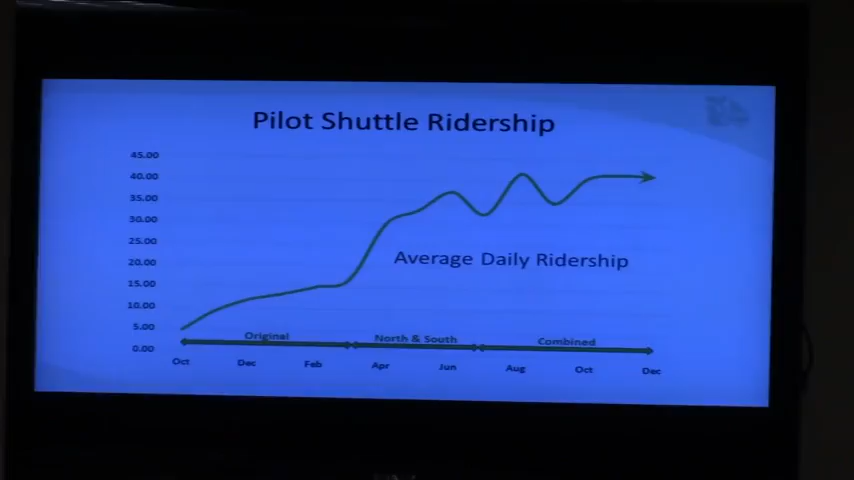 Pilot Shuttle Ridership
45.00
40.00
35.00
30.00
25.00
20.00
15.00
10.00
5.00
0.00
Average Daily Ridership
Original
North & South
Combined
Oct Dec Feb Apr Jun Aug Oct Dec